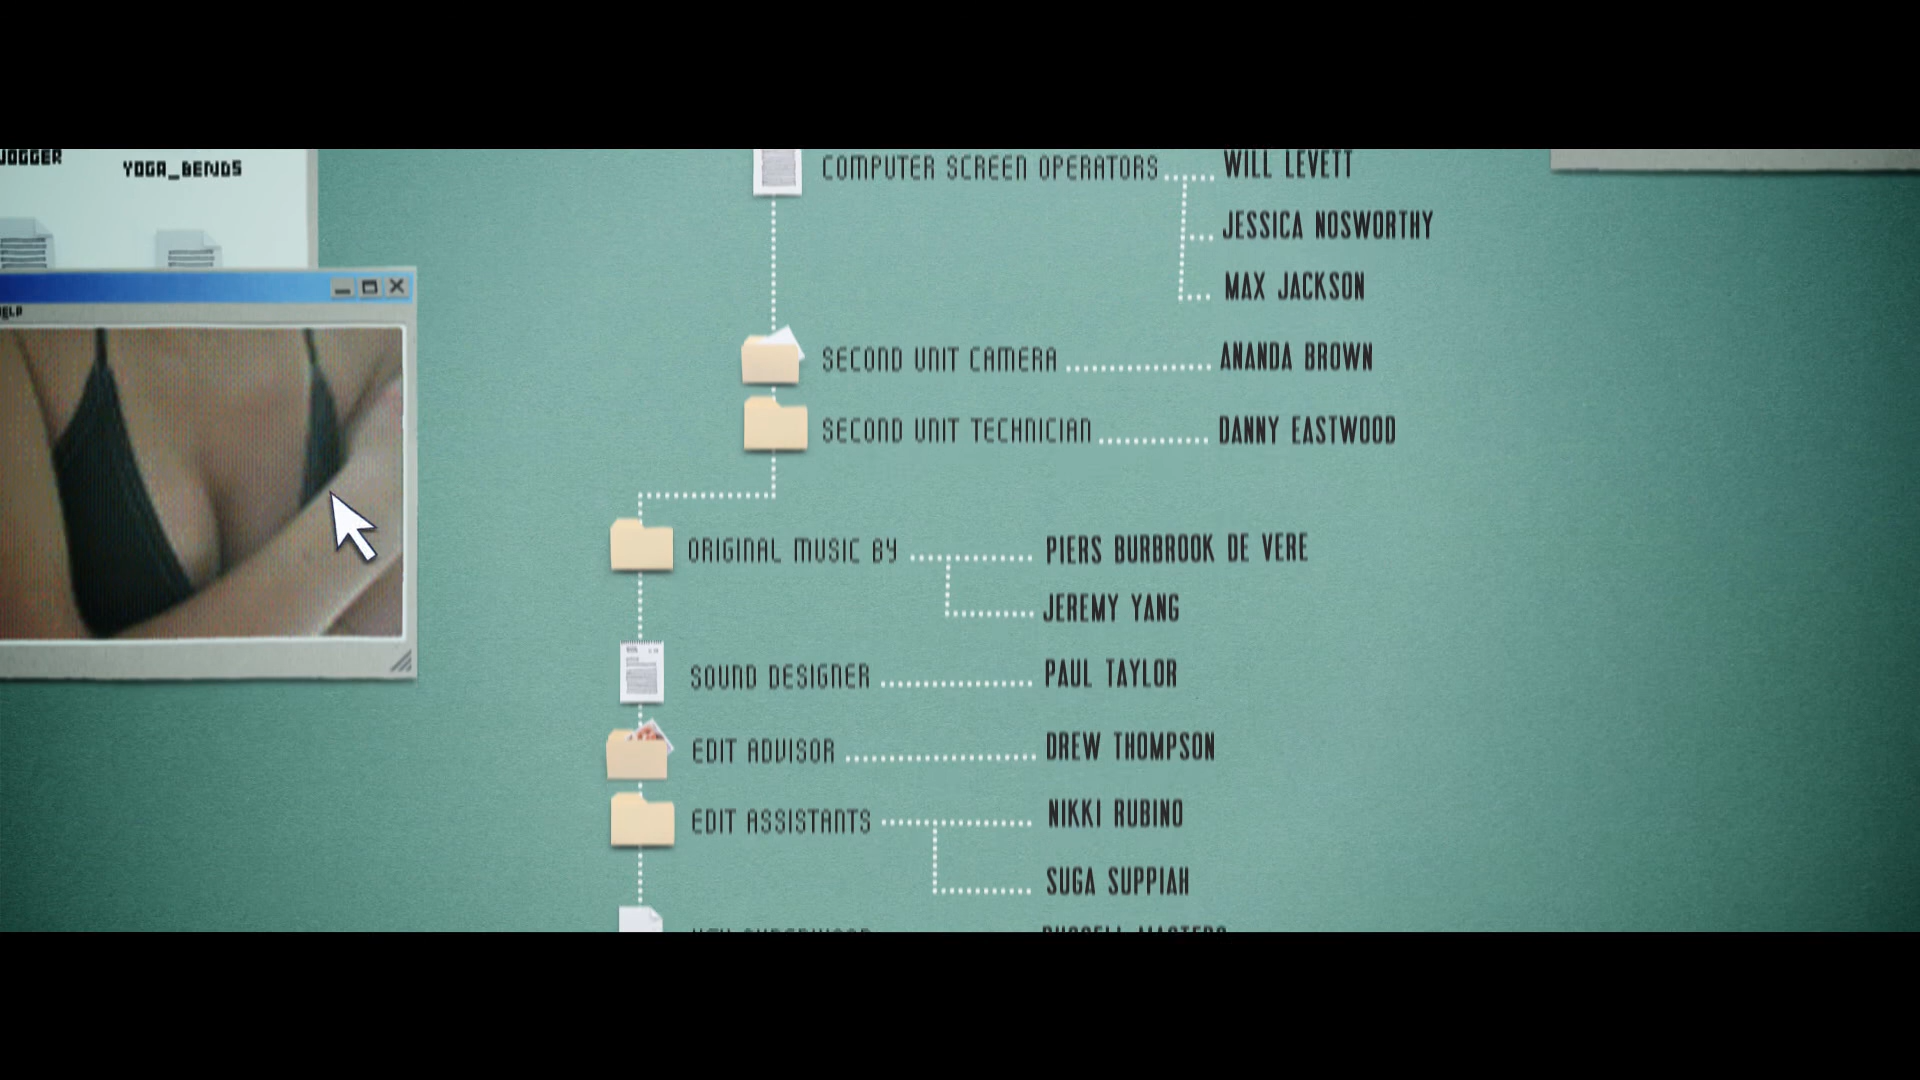 JOGGER
YOGA_BENDS
HELP
COMPUTER SCREEN OPERATORS
WILL LEVETT
JESSICA NOSWORTHY
MAX JACKSON
SECOND UNIT CAMERA
ANANDA BROWN
SECOND UNIT TECHNICIAN
DANNY EASTWOOD
ORIGINAL MUSIC BY
PIERS BURBROOK DE VERE
JEREMY YANG
SOUND DESIGNER
PAUL TAYLOR
EDIT ADVISOR
DREW THOMPSON
EDIT ASSISTANTS
NIKKI RUBINO
SUGA SUPPIAH